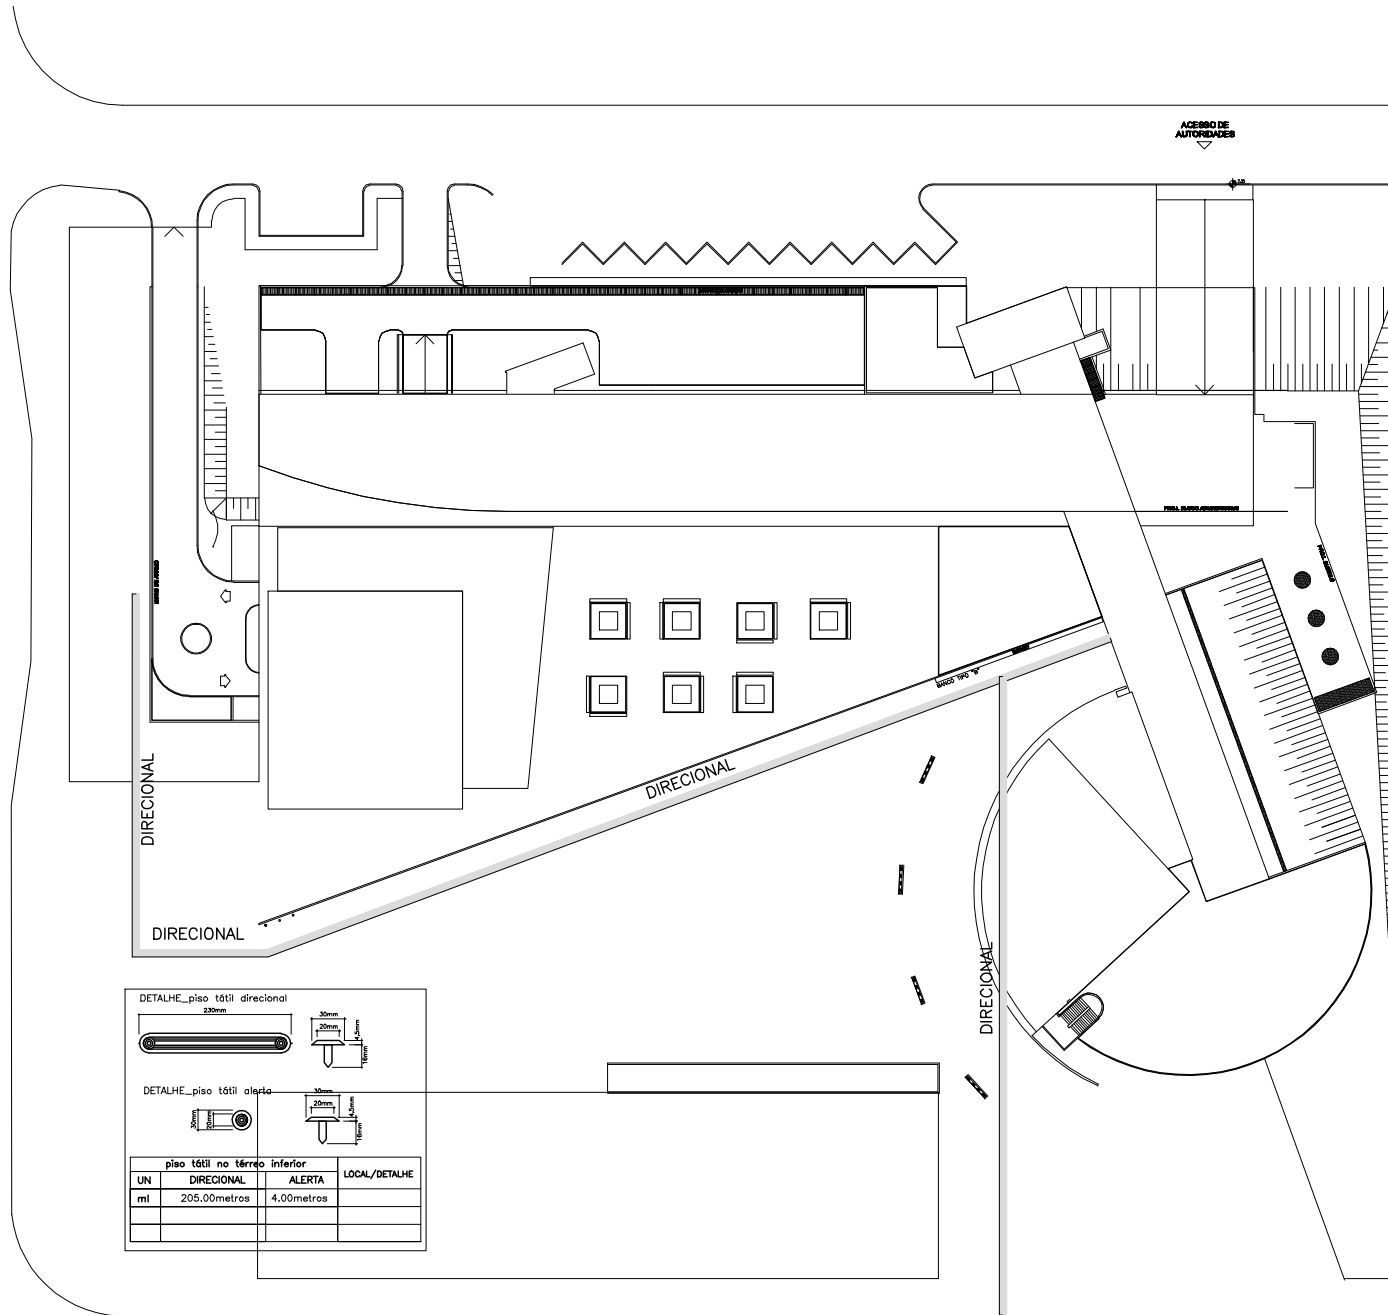 ACESSO DE
AUTORIDADES
BANCO TIPO "B"
DIRECIONAL
DIRECIONAL
DIRECIONAL
DIRECIONAL
DETALHE_piso tátil direcional
230mm
30mm
20mm
4,5mm
16mm
DETALHE_piso tátil alerta
30mm
20mm
30mm
20mm
4,5mm
16mm
piso tátil no térreo inferior
LOCAL/DETALHE
UN DIRECIONAL ALERTA
ml 205.00metros 4.00metros